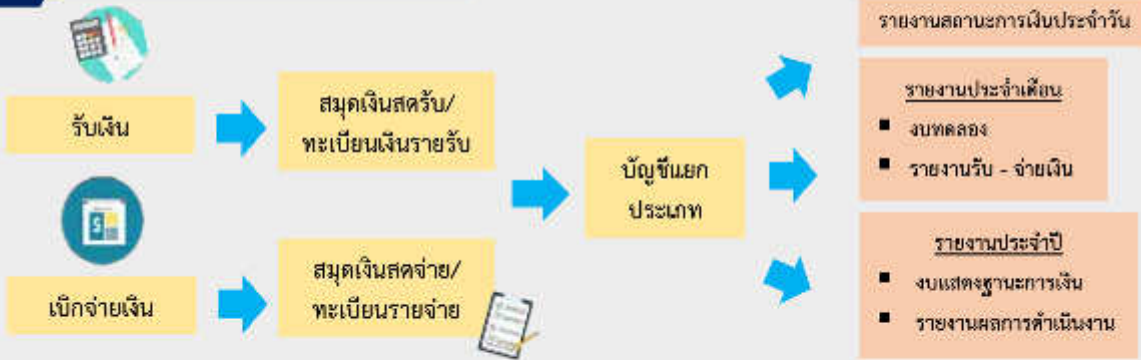 รับเงิน
สมุดเงินสดรับ/
ทะเบียนเงินรายรับ
เบิกจ่ายเงิน
สมุดเงินสดจ่าย/
ทะเบียนรายจ่าย
บัญชีแยก
ประเภท
รายงานสถานะการเงินประจำวัน
รายงานประจำเดือน
▪ งบทดลอง
▪ รายงานรับ - จ่ายเงิน
รายงานประจำปี
▪ งบแสดงฐานะการเงิน
▪ รายงานผลการดำเนินงาน